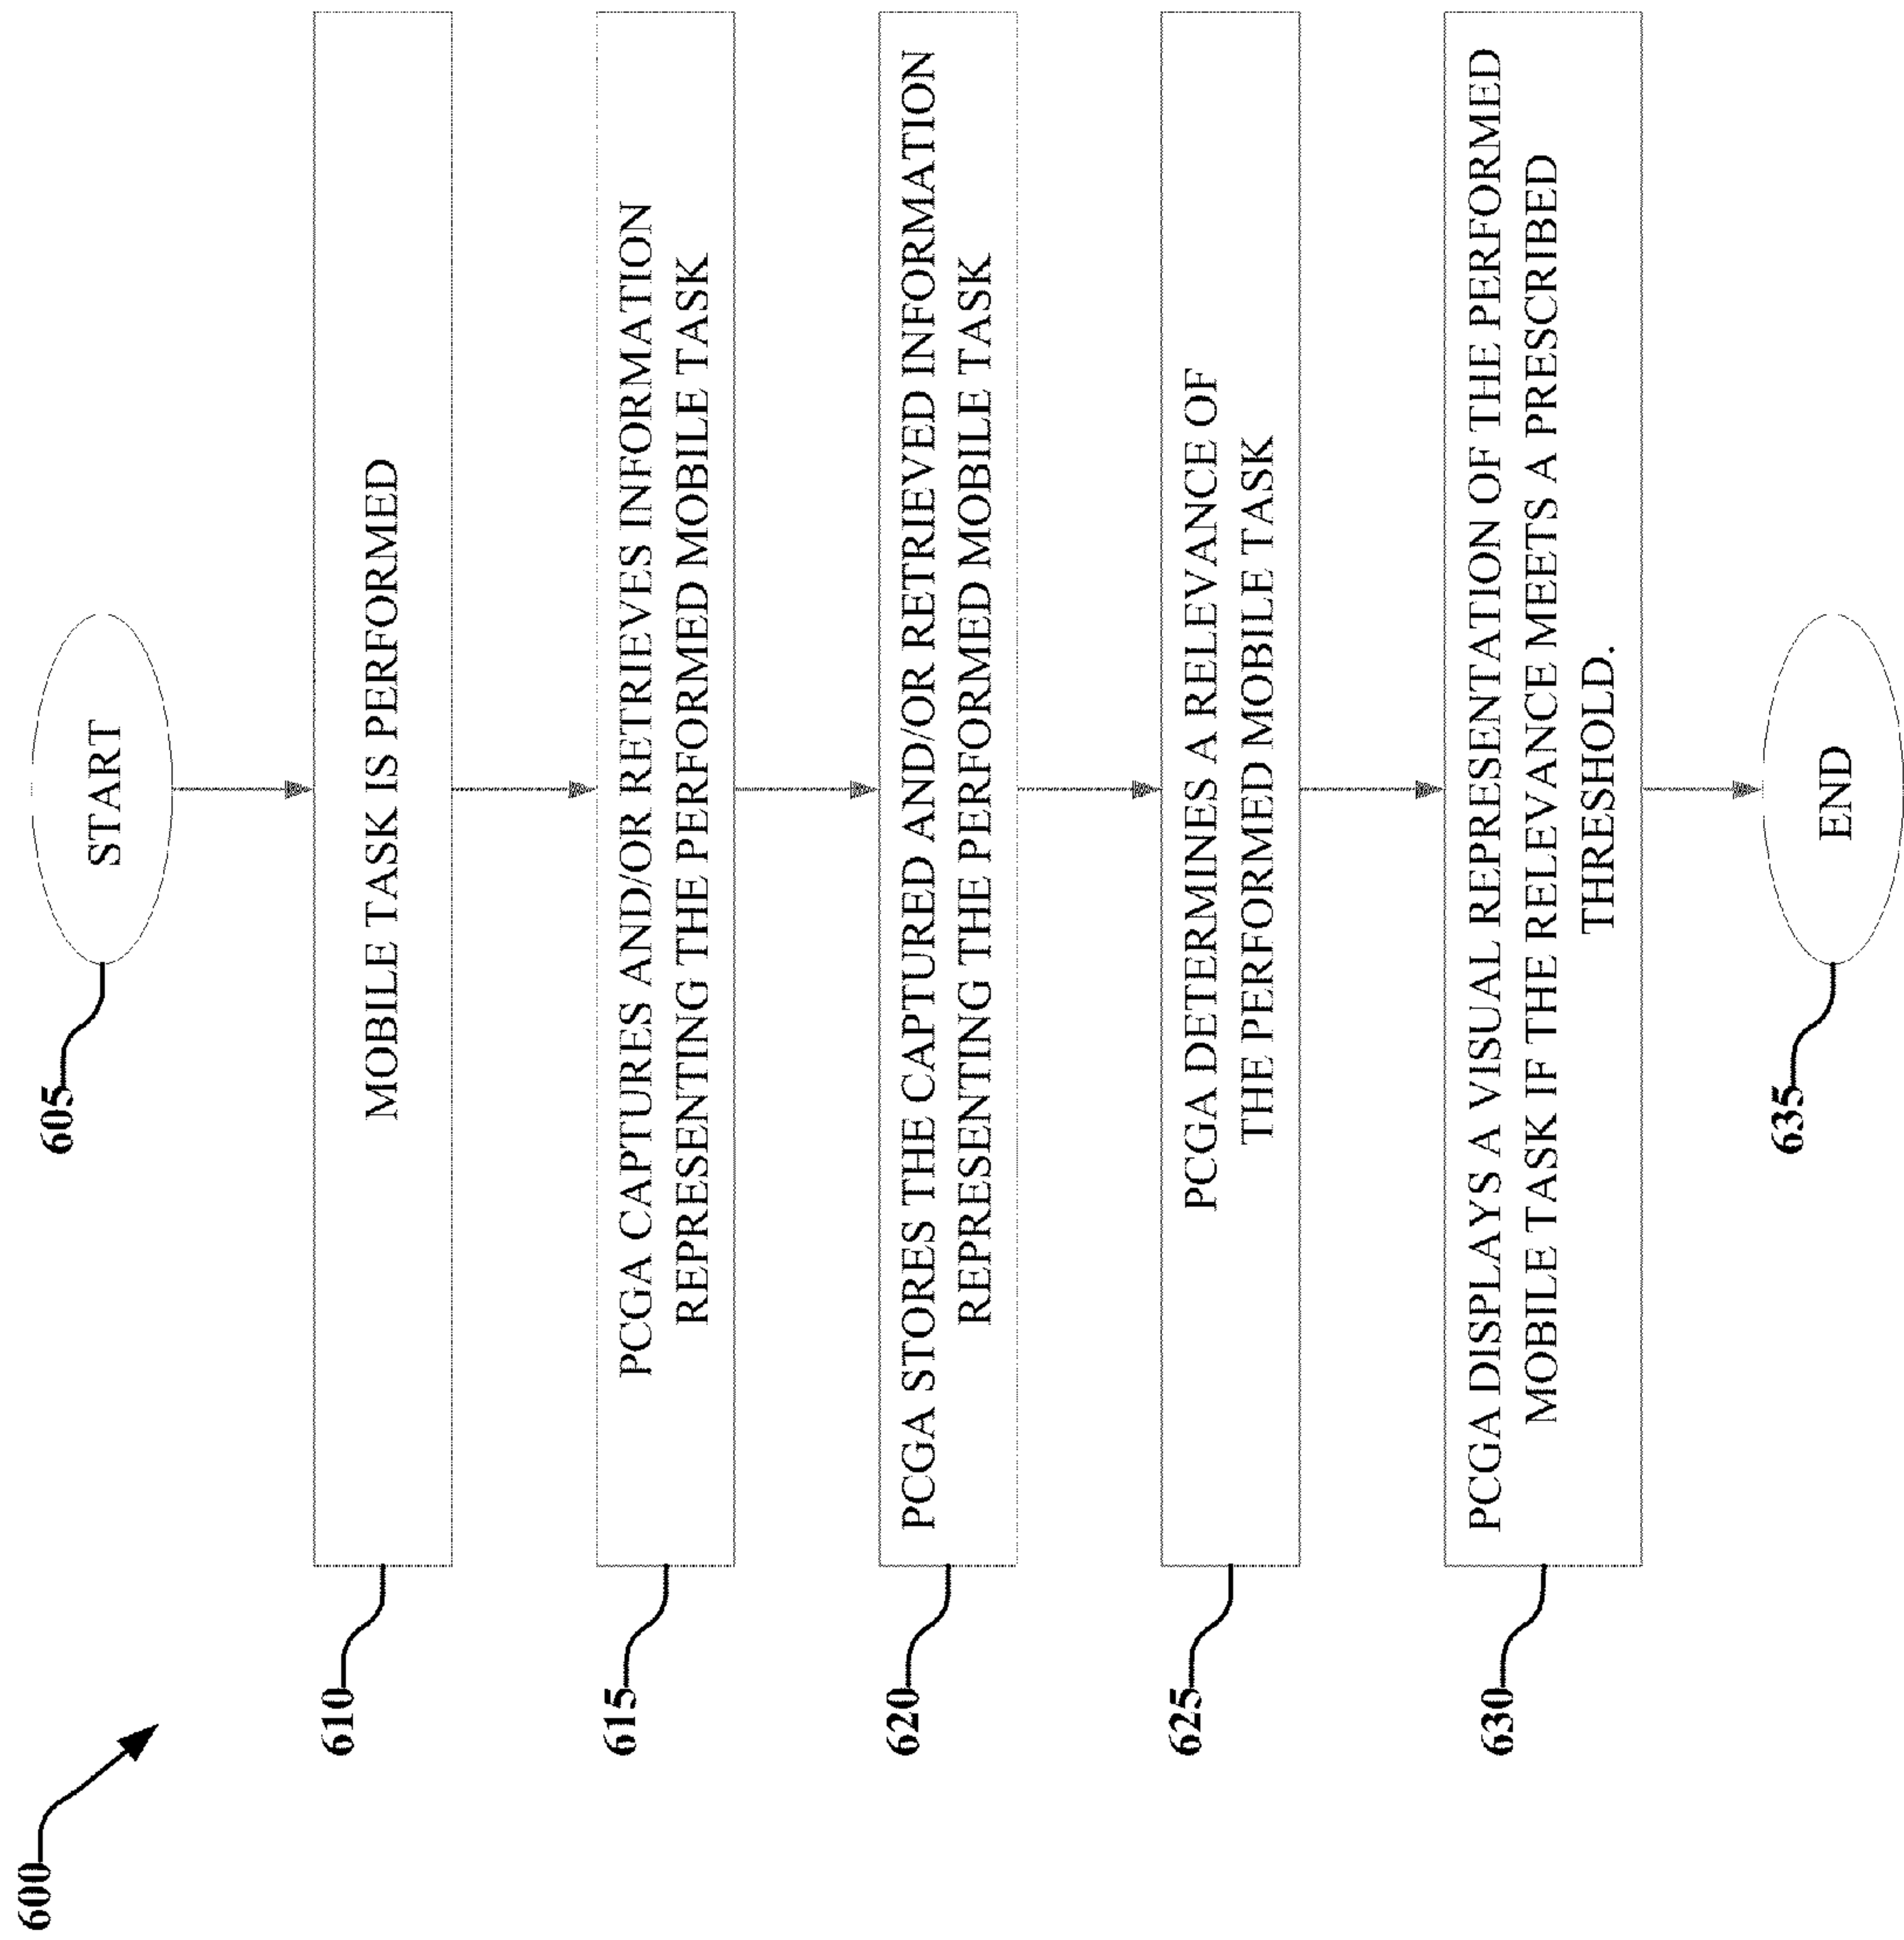 600
605
START
610
MOBILE TASK IS PERFORMED
615
PCGA CAPTURES AND/OR RETRIEVES INFORMATION
REPRESENTING THE PERFORMED MOBILE TASK
620
PCGA STORES THE CAPTURED AND/OR RETRIEVED INFORMATION
REPRESENTING THE PERFORMED MOBILE TASK
625
PCGA DETERMINES A RELEVANCE OF
THE PERFORMED MOBILE TASK
630
PCGA DISPLAYS A VISUAL REPRESENTATION OF THE PERFORMED
MOBILE TASK IF THE RELEVANCE MEETS A PRESCRIBED
THRESHOLD.
635
END